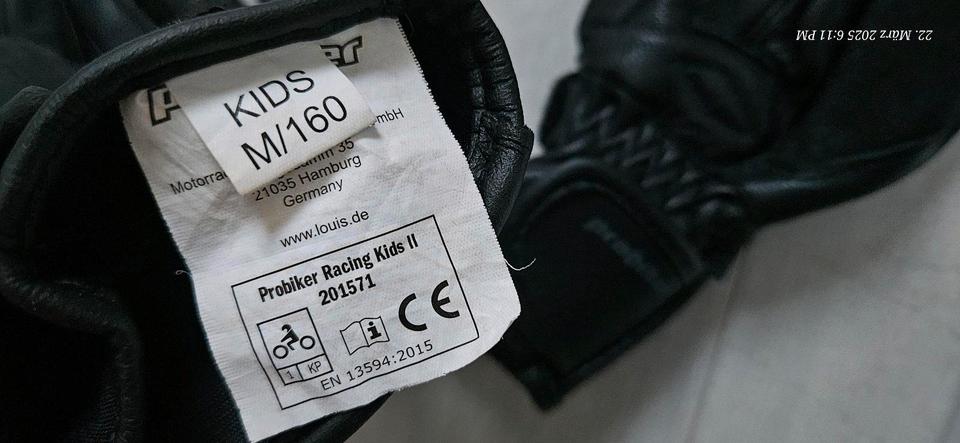 KIDS
M/160
mbH
35
21035 Hamburg
Germany
www.louis.de
Probiker Racing Kids II
201571
1 KP
i
CE
EN 13594:2015
22. März 2025 6:11 PM